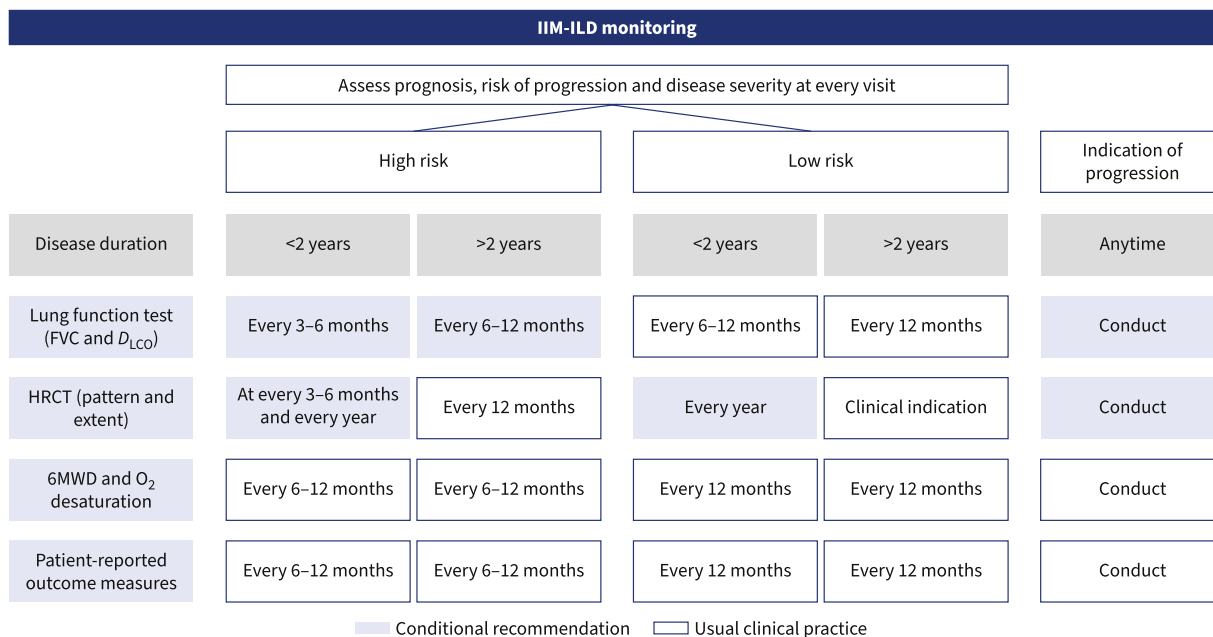 IIM-ILD monitoring
Assess prognosis, risk of progression and disease severity at every visit
High risk
Low risk
Indication of
progression
Disease duration
<2 years
>2 years
<2 years
>2 years
Anytime
Lung function test
(FVC and DLCO)
Every 3–6 months
Every 6–12 months
Every 6–12 months
Every 12 months
Conduct
HRCT (pattern and
extent)
At every 3–6 months
and every year
Every 12 months
Every year
Clinical indication
Conduct
6MWD and O2
desaturation
Every 6–12 months
Every 6–12 months
Every 12 months
Every 12 months
Conduct
Patient-reported
outcome measures
Every 6–12 months
Every 6–12 months
Every 12 months
Every 12 months
Conduct
Conditional recommendation
Usual clinical practice